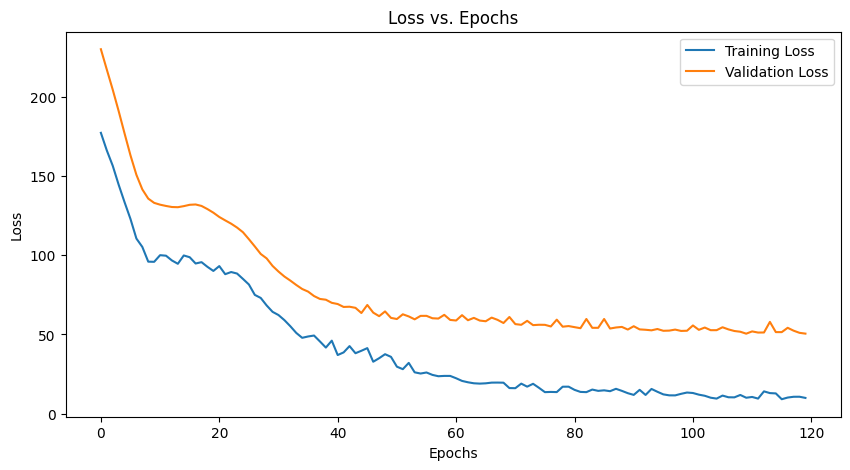 Loss vs. Epochs
Training Loss
Validation Loss
Loss
200
150
100
50
0
0 20 40 60 80 100 120
Epochs